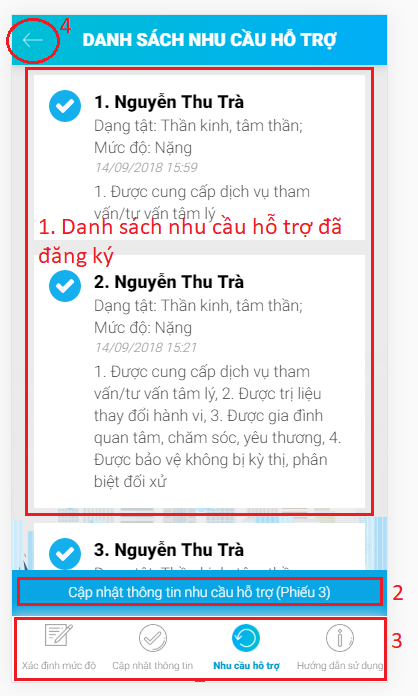 4
DANH SÁCH NHU CẦU HỖ TRỢ
1. Nguyễn Thu Trà
Dạng tật: Thần kinh, tâm thần;
Mức độ: Nặng
14/09/2018 15:59
1. Được cung cấp dịch vụ tham
vấn/tư vấn tâm lý
1. Danh sách nhu cầu hỗ trợ đã
đăng ký
2. Nguyễn Thu Trà
Dạng tật: Thần kinh, tâm thần;
Mức độ: Nặng
14/09/2018 15:21
1. Được cung cấp dịch vụ tham
vấn/tư vấn tâm lý, 2. Được trị liệu
thay đổi hành vi, 3. Được gia đình
quan tâm, chăm sóc, yêu thương, 4.
Được bảo vệ không bị kỳ thị, phân
biệt đối xử
3. Nguyễn Thu Trà
Dạng tật: Thần kinh, tâm thần;
Cập nhật thông tin nhu cầu hỗ trợ (Phiếu 3)
2
3
Xác định mức độ
Cập nhật thông tin
Nhu cầu hỗ trợ
Hướng dẫn sử dụng